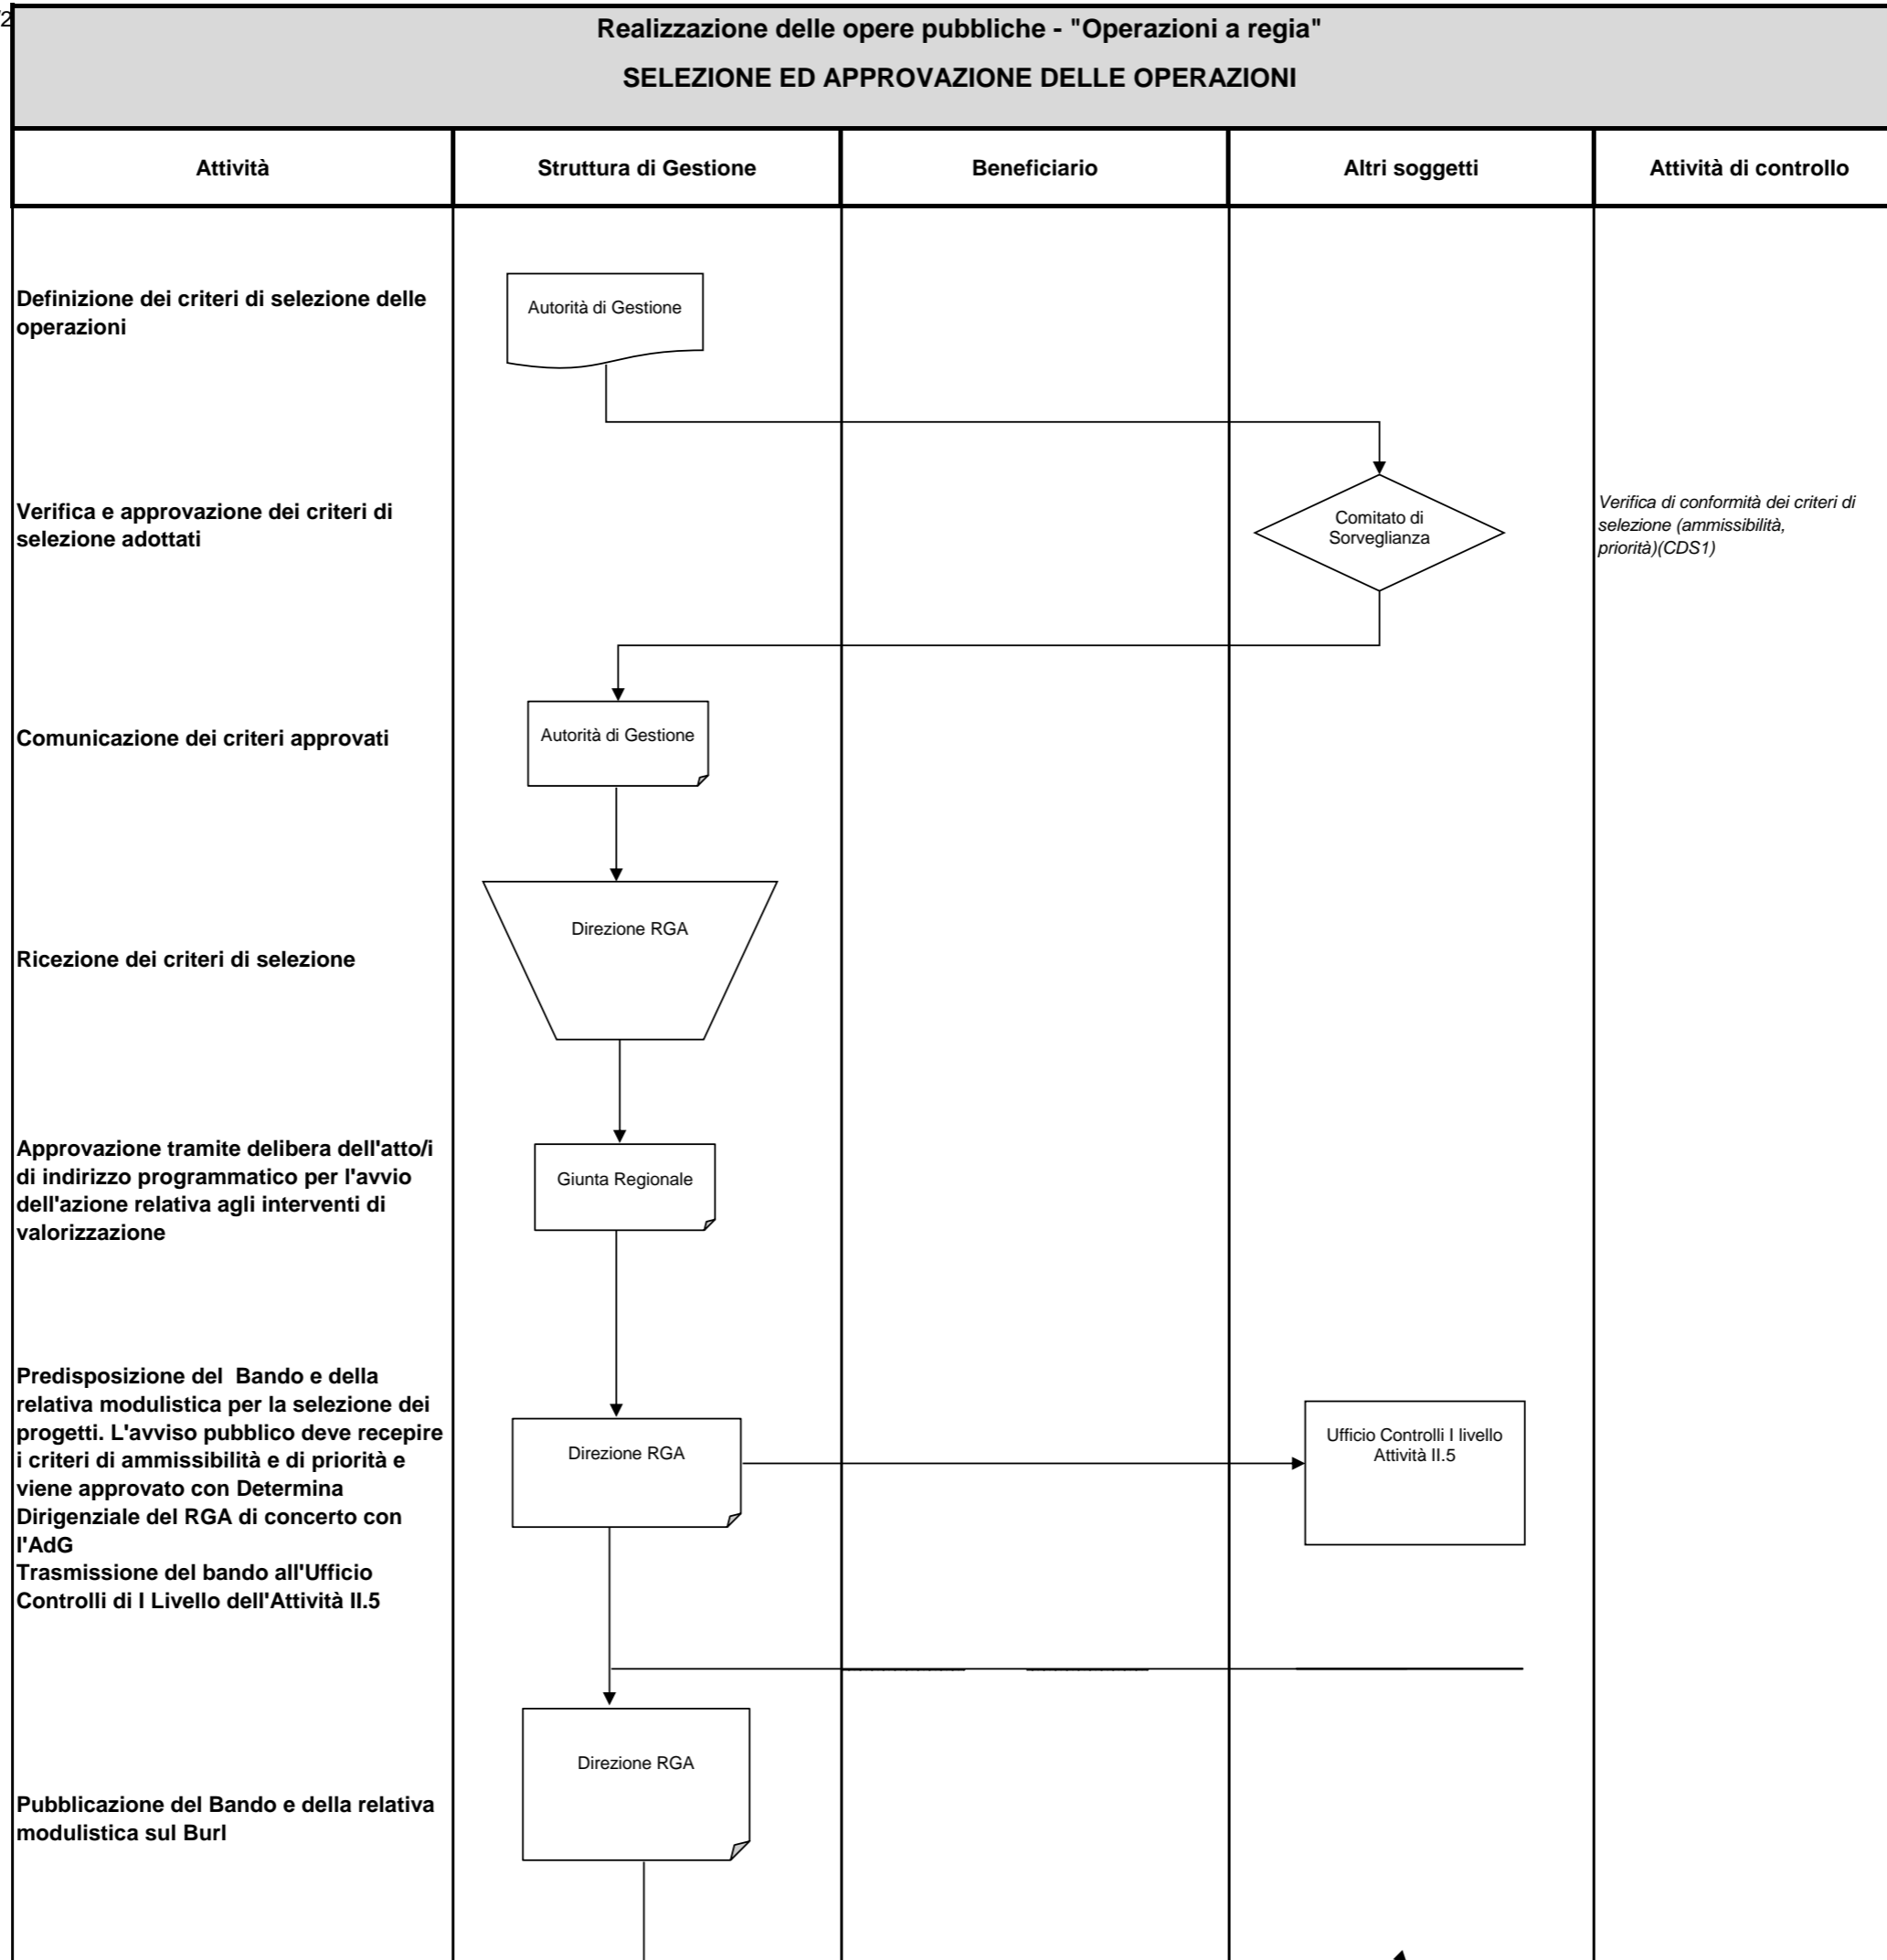 /2
Realizzazione delle opere pubbliche - "Operazioni a regia"
SELEZIONE ED APPROVAZIONE DELLE OPERAZIONI
Attività
Struttura di Gestione
Beneficiario
Altri soggetti
Attività di controllo
Definizione dei criteri di selezione delle
operazioni
Autorità di Gestione
Verifica e approvazione dei criteri di
selezione adottati
Comitato di
Sorveglianza
Verifica di conformità dei criteri di
selezione (ammissibilità,
priorità)(CDS1)
Comunicazione dei criteri approvati
Autorità di Gestione
Ricezione dei criteri di selezione
Direzione RGA
Approvazione tramite delibera dell'atto/i
di indirizzo programmatico per l'avvio
dell'azione relativa agli interventi di
valorizzazione
Giunta Regionale
Predisposizione del  Bando e della
relativa modulistica per la selezione dei
progetti. L'avviso pubblico deve recepire
i criteri di ammissibilità e di priorità e
viene approvato con Determina
Dirigenziale del RGA di concerto con
l'AdG
Trasmissione del bando all'Ufficio
Controlli di I Livello dell'Attività II.5
Direzione RGA
Ufficio Controlli I livello
Attività II.5
Pubblicazione del Bando e della relativa
modulistica sul Burl
Direzione RGA